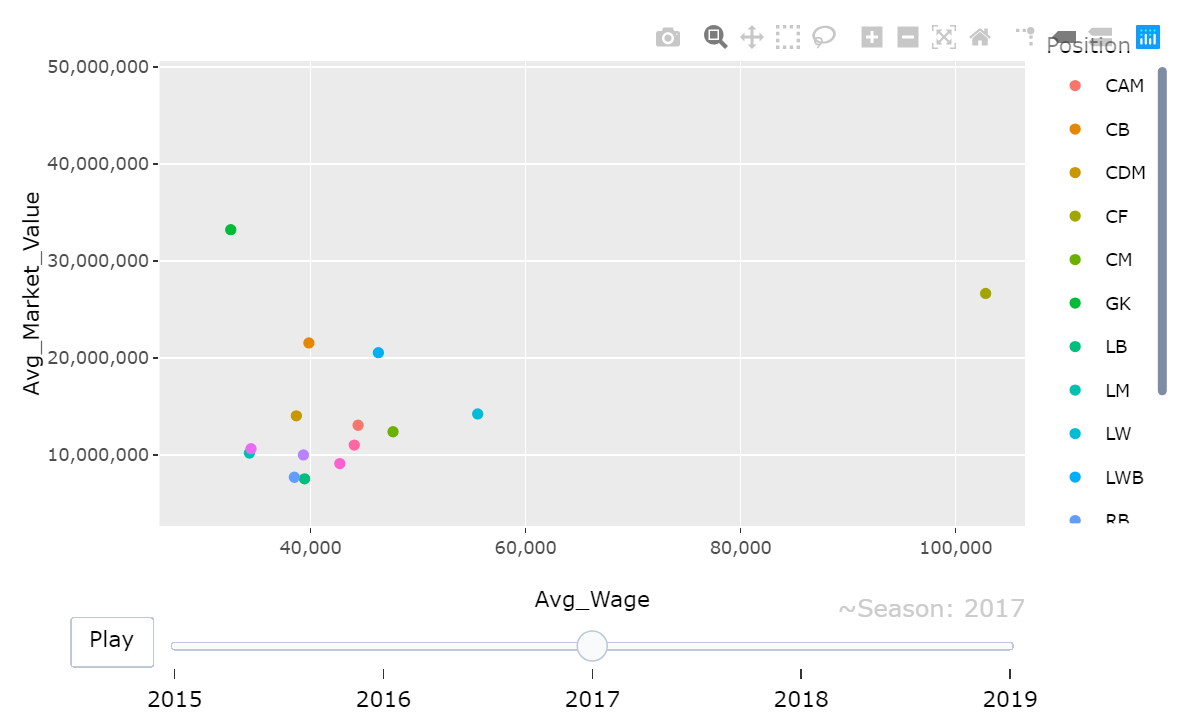 Position
50,000,000
40,000,000
30,000,000
20,000,000
10,000,000
Avg_Market_Value
40,000
60,000
80,000
100,000
Avg_Wage
CAM
CB
CDM
CF
CM
GK
LB
LM
LW
LWB
RB
~Season: 2017
Play
2015
2016
2017
2018
2019